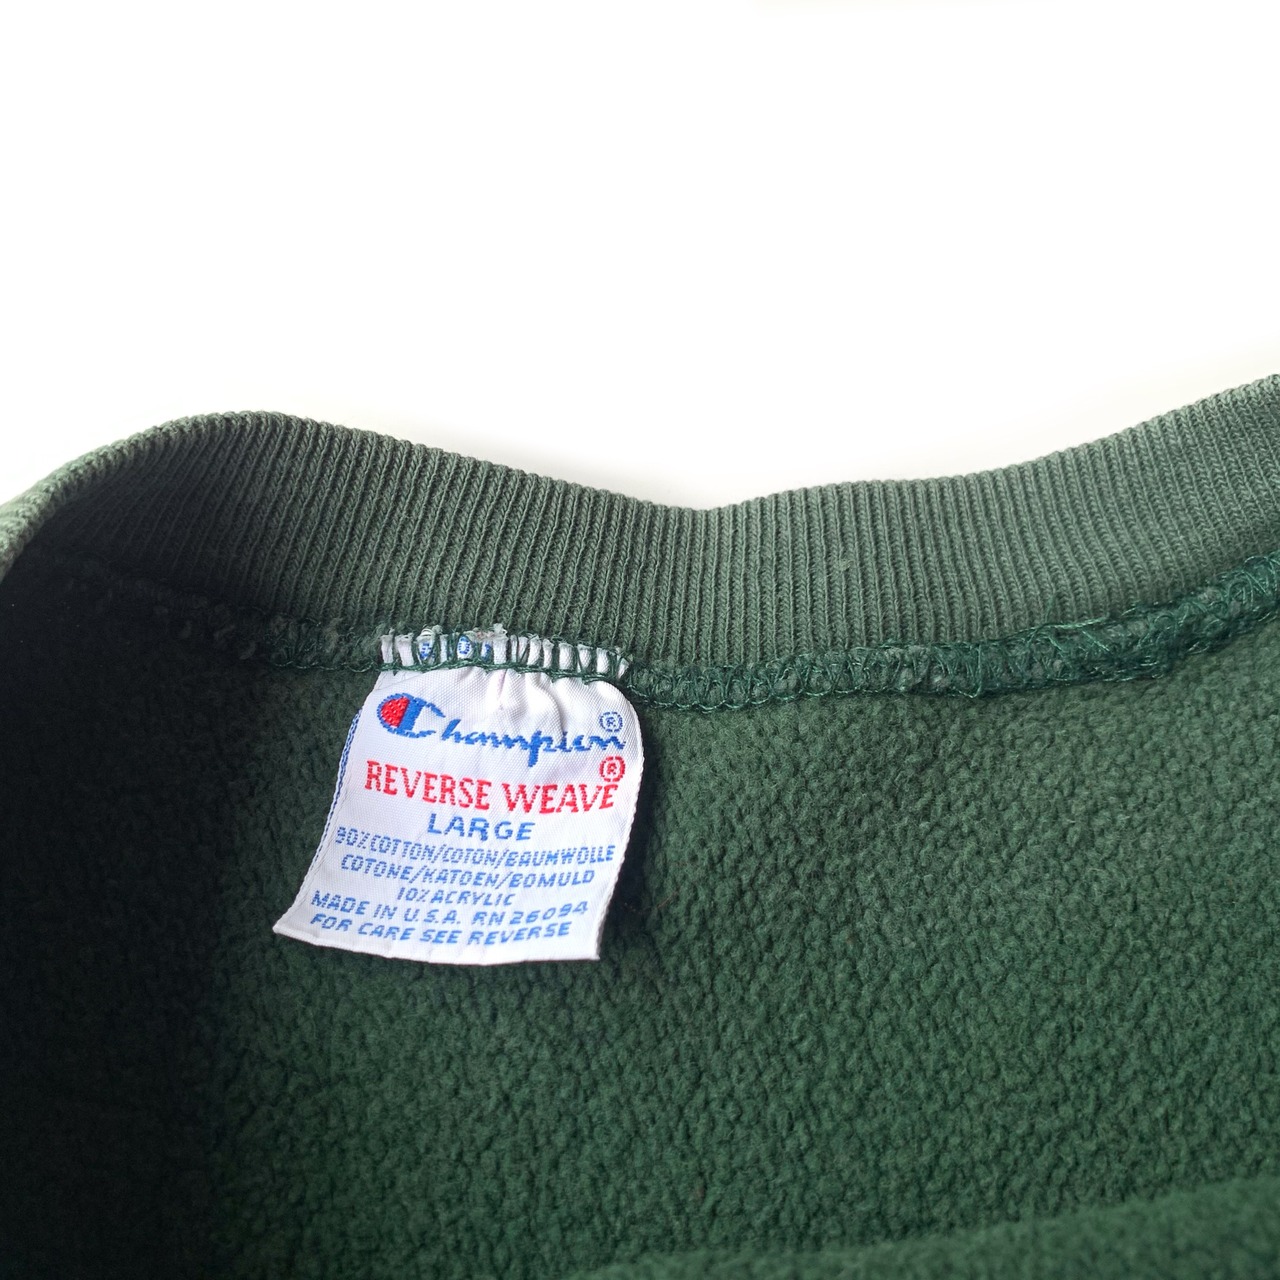 Champion®
REVERSE WEAVE®
LARGE
90% COTTON/COTON/BAUMWOLLE
COTONE/KATOEN/BOMULD
10% ACRYLIC
MADE IN U.S.A. RN 26094
FOR CARE SEE REVERSE